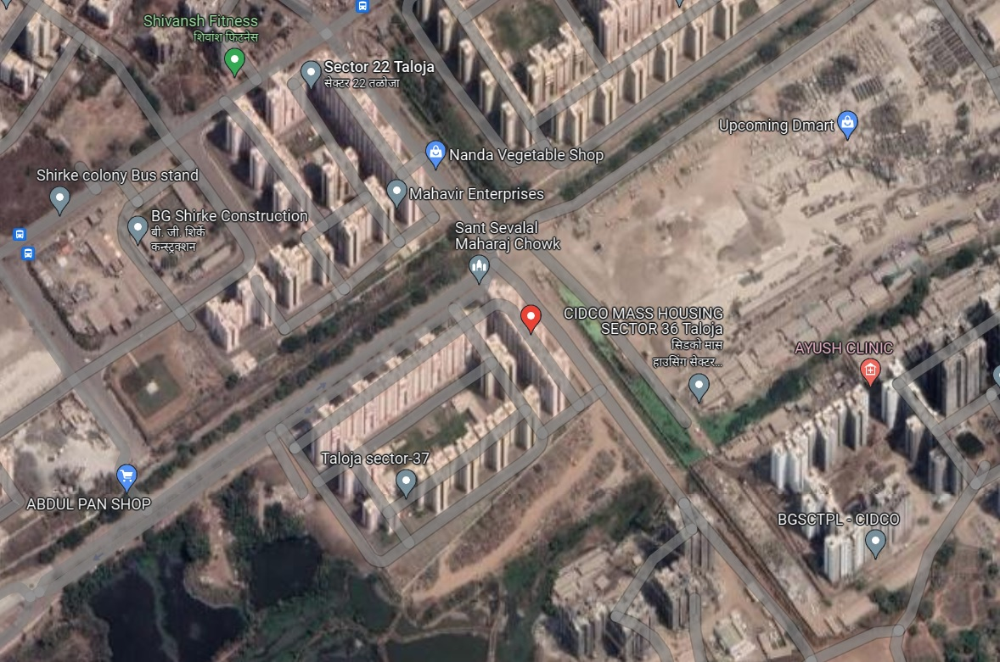 Shivansh Fitness
शिवांश फिटनेस
Sector 22 Taloja
सेक्टर 22 तळोजा
Upcoming Dmart
Nanda Vegetable Shop
Shirke colony Bus stand
Mahavir Enterprises
BG Shirke Construction
बी. जी. शिर्के
कन्स्ट्रक्शन
Sant Sevalal
Maharaj Chowk
CIDCO MASS HOUSING
SECTOR 36 Taloja
सिडको मास
हाउसिंग सेक्टर...
AYUSH CLINIC
Taloja sector-37
ABDUL PAN SHOP
BGSCTPL - CIDCO